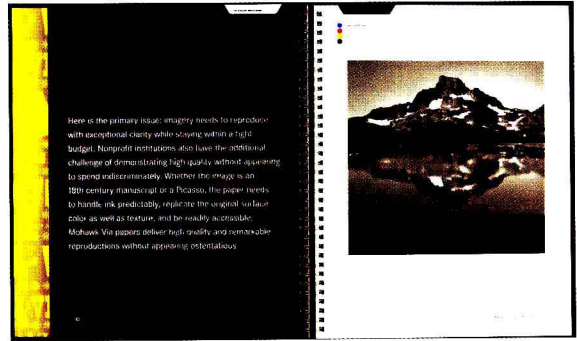 Here is the primary issue: imagery needs to reproduce
with exceptional clarity while staying within a tight
budget. Nonprofit institutions also have the additional
challenge of demonstrating high quality without appearing
to spend indiscriminately. Whether the image is an
18th century manuscript or a Picasso, the paper needs
to handle ink predictably, replicate the original surface
color as well as texture, and be readily accessible.
Mohawk Via papers deliver high quality and remarkable
reproductions without appearing ostentatious.